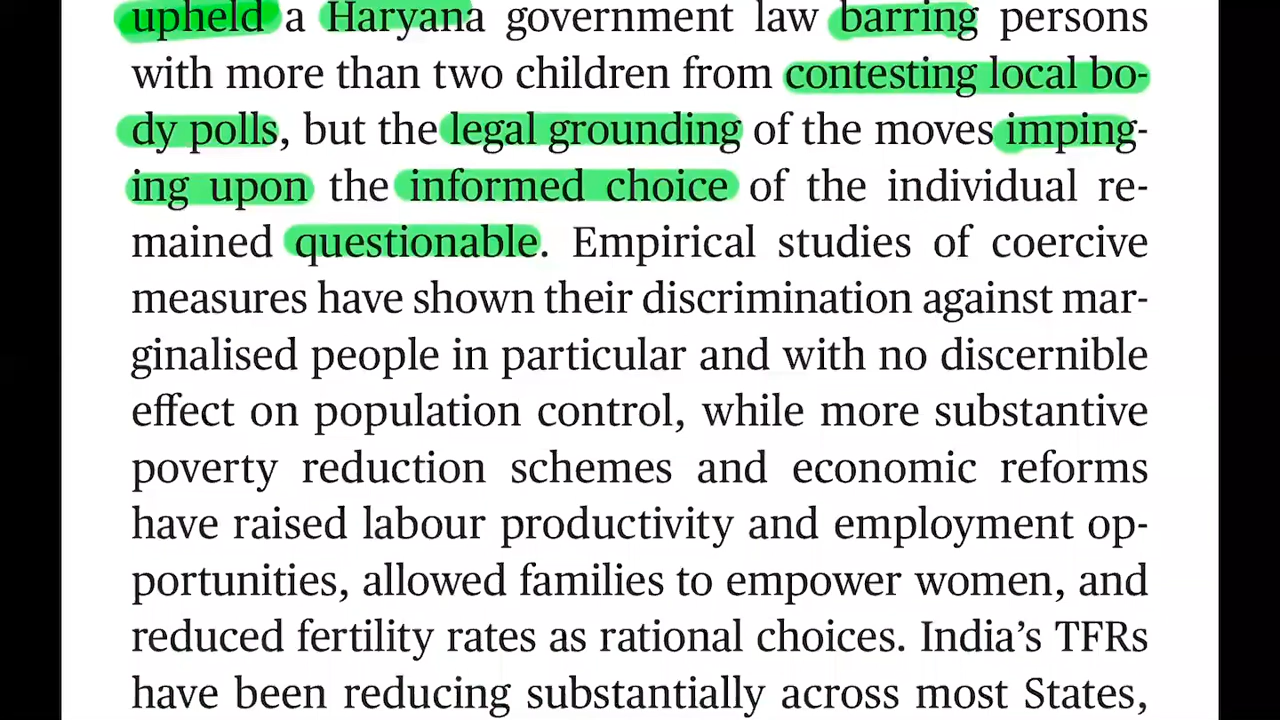 upheld a Haryana government law barring persons
with more than two children from contesting local bo-
dy polls, but the legal grounding of the moves imping-
ing upon the informed choice of the individual re-
mained questionable. Empirical studies of coercive
measures have shown their discrimination against mar-
ginalised people in particular and with no discernible
effect on population control, while more substantive
poverty reduction schemes and economic reforms
have raised labour productivity and employment op-
portunities, allowed families to empower women, and
reduced fertility rates as rational choices. India’s TFRs
have been reducing substantially across most States,